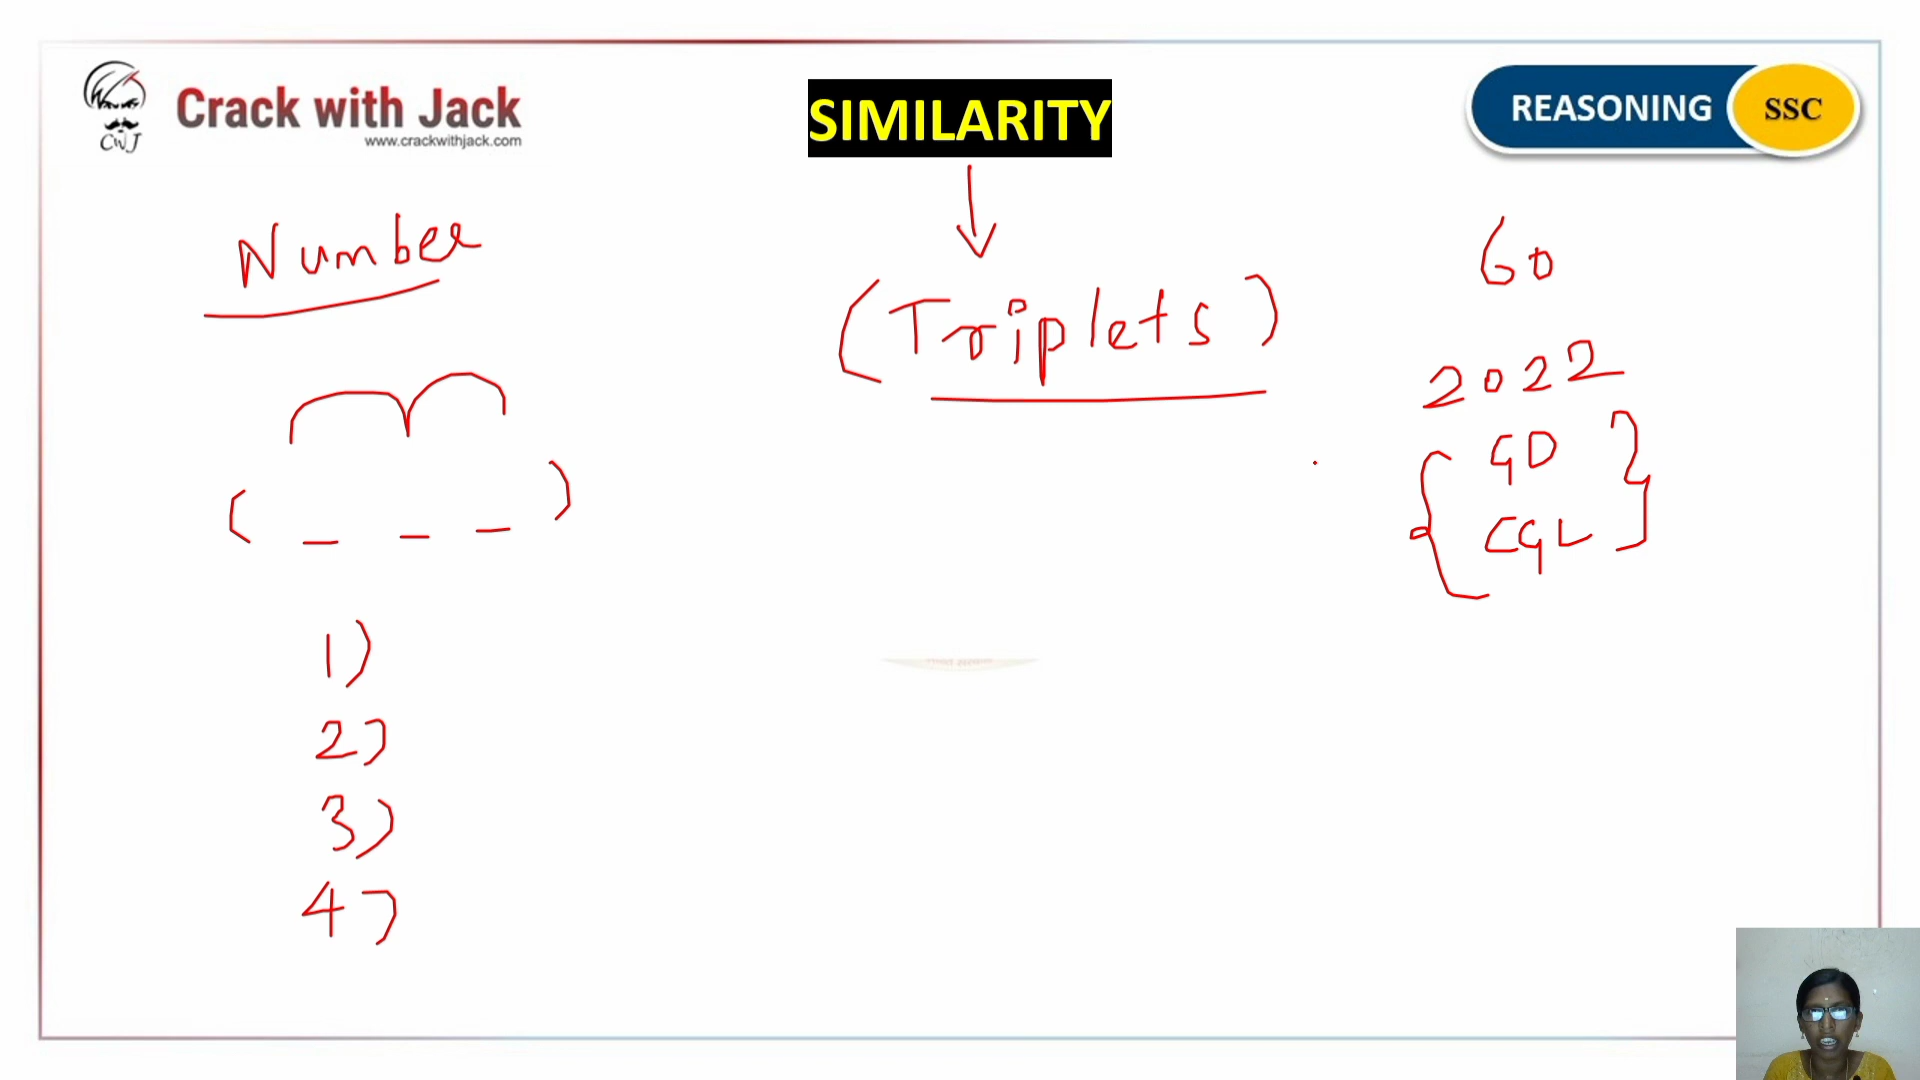 Crack with Jack
www.crackwithjack.com
CWJ
SIMILARITY
REASONING SSC
Number
(Triplets)
60
2022
{ GD }
{ CGL }
( _ _ _ )
1)
2)
3)
4)